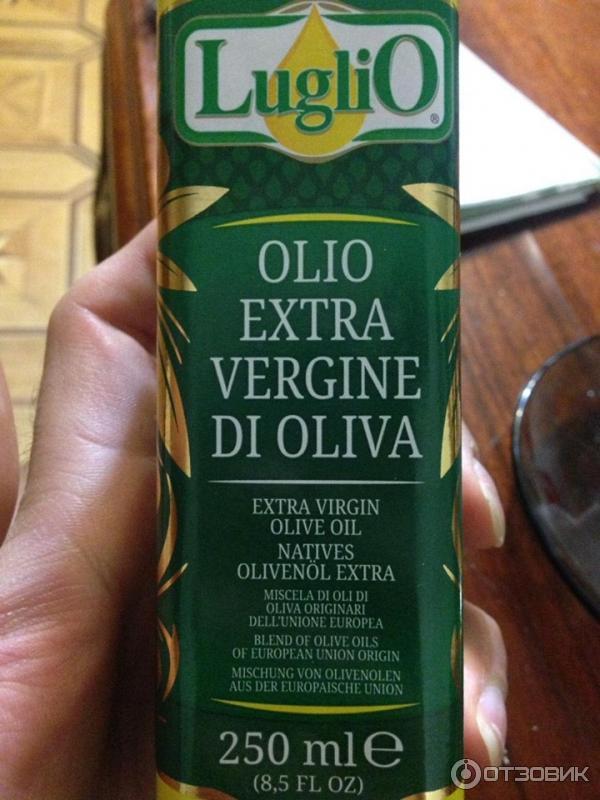 LugliO
®
OLIO
EXTRA
VERGINE
DI OLIVA
EXTRA VIRGIN
OLIVE OIL
NATIVES
OLIVENÖL EXTRA
MISCELA DI OLI DI
OLIVA ORIGINARI
DELL'UNIONE EUROPEA
BLEND OF OLIVE OILS
OF EUROPEAN UNION ORIGIN
MISCHUNG VON OLIVENOLEN
AUS DER EUROPAISCHE UNION
250 ml e
(8,5 FL OZ)
ОТЗОВИК